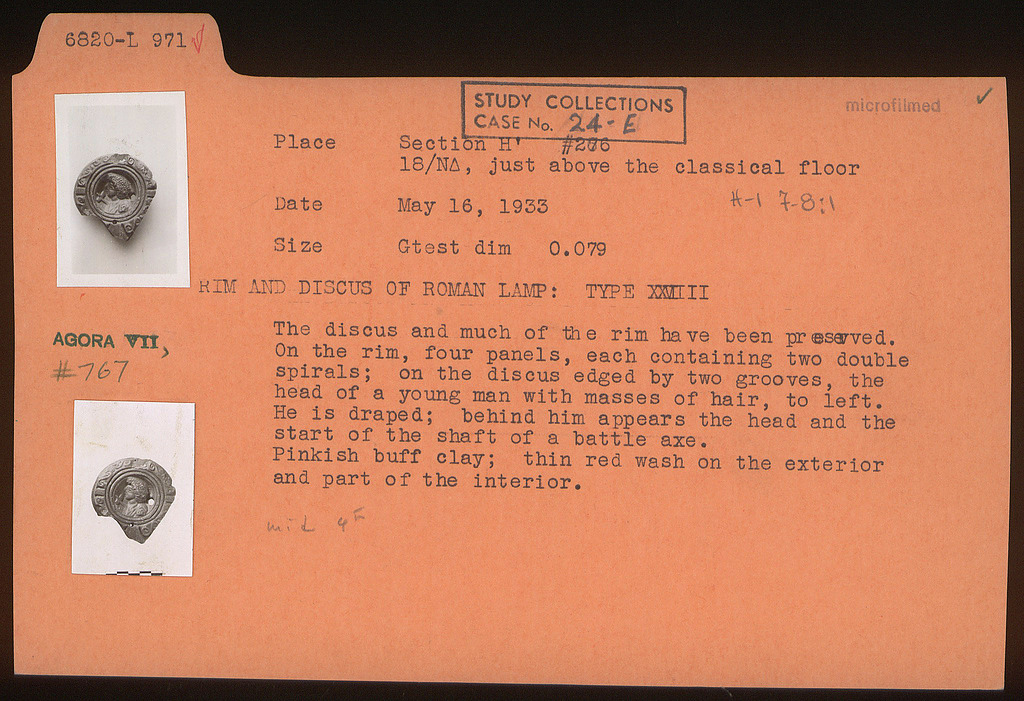 6820-L 971
STUDY COLLECTIONS
CASE No. 24-E
microfilmed ✓
Place Section H' #206
18/ΝΔ, just above the classical floor
Date May 16, 1933
H-I 7-8:1
Size Gtest dim 0.079
RIM AND DISCUS OF ROMAN LAMP: TYPE XXVIII
AGORA VII,
#767
The discus and much of the rim have been preserved.
On the rim, four panels, each containing two double
spirals; on the discus edged by two grooves, the
head of a young man with masses of hair, to left.
He is draped; behind him appears the head and the
start of the shaft of a battle axe.
Pinkish buff clay; thin red wash on the exterior
and part of the interior.
mid 4th